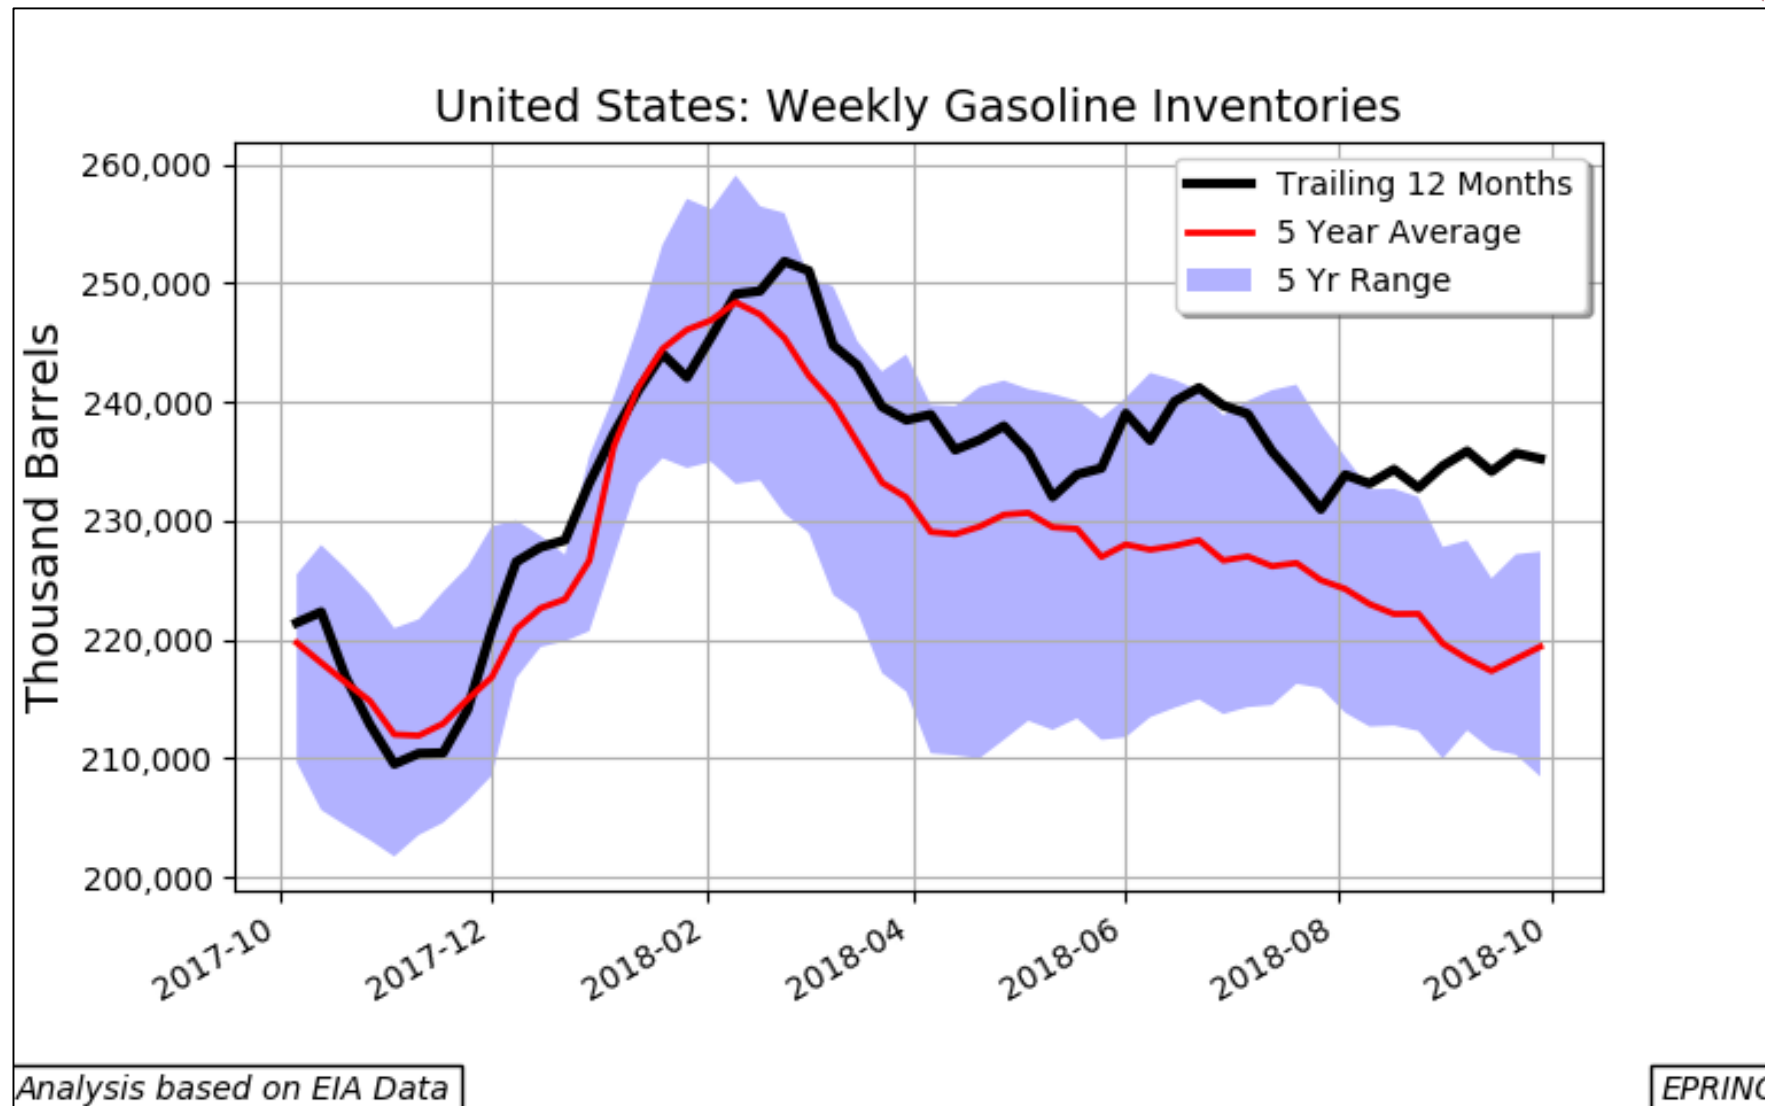 United States: Weekly Gasoline Inventories
260,000
250,000
240,000
230,000
220,000
210,000
200,000
Thousand Barrels
Trailing 12 Months
5 Year Average
5 Yr Range
2017-10
2017-12
2018-02
2018-04
2018-06
2018-08
2018-10
Analysis based on EIA Data